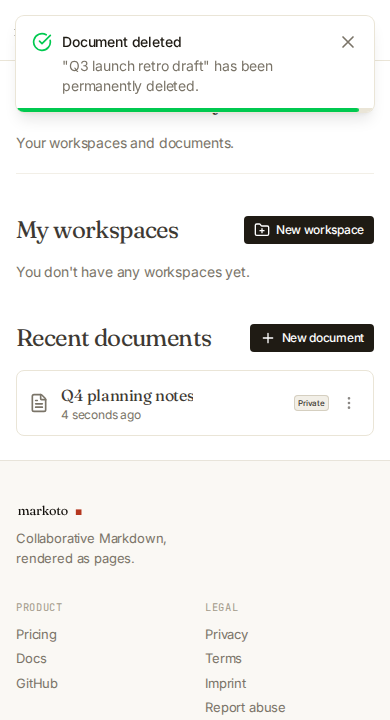 Document deleted
"Q3 launch retro draft" has been
permanently deleted.
Your workspaces and documents.
My workspaces
New workspace
You don't have any workspaces yet.
Recent documents
New document
Q4 planning notes
4 seconds ago
Private
markoto
Collaborative Markdown,
rendered as pages.
PRODUCT
LEGAL
Pricing
Privacy
Docs
Terms
GitHub
Imprint
Report abuse